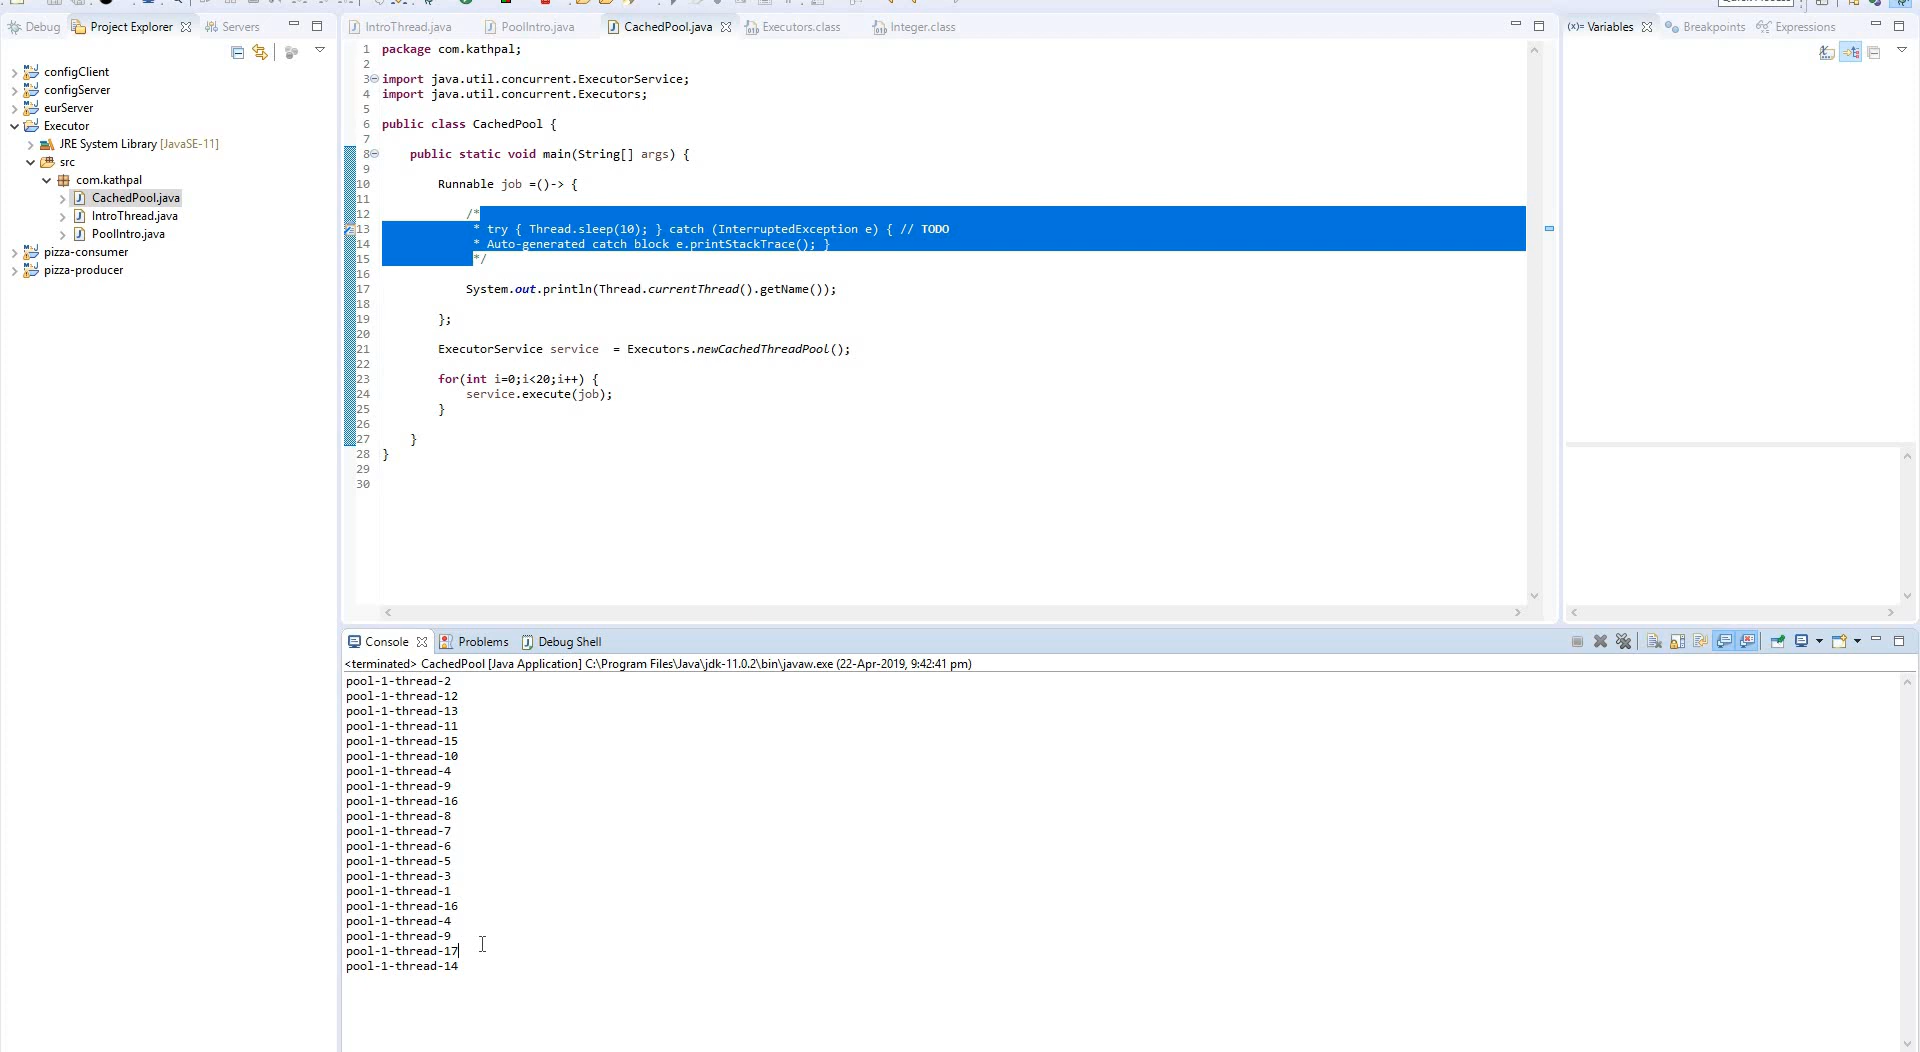 Debug Project Explorer Servers
configClient
configServer
eurServer
Executor
JRE System Library [JavaSE-11]
src
com.kathpal
CachedPool.java
IntroThread.java
PoolIntro.java
pizza-consumer
pizza-producer
IntroThread.java PoolIntro.java CachedPool.java Executors.class Integer.class
1 package com.kathpal;
2
3 import java.util.concurrent.ExecutorService;
4 import java.util.concurrent.Executors;
5
6 public class CachedPool {
7
8 public static void main(String[] args) {
9
10 Runnable job =()-> {
11
12 /*
13 * try { Thread.sleep(10); } catch (InterruptedException e) { // TODO
14 * Auto-generated catch block e.printStackTrace(); }
15 */
16
17 System.out.println(Thread.currentThread().getName());
18
19 };
20
21 ExecutorService service  = Executors.newCachedThreadPool();
22
23 for(int i=0;i<20;i++) {
24 service.execute(job);
25 }
26
27 }
28 }
29
30
(x)= Variables Breakpoints Expressions
Console Problems Debug Shell
<terminated> CachedPool [Java Application] C:\Program Files\Java\jdk-11.0.2\bin\javaw.exe (22-Apr-2019, 9:42:41 pm)
pool-1-thread-2
pool-1-thread-12
pool-1-thread-13
pool-1-thread-11
pool-1-thread-15
pool-1-thread-10
pool-1-thread-4
pool-1-thread-9
pool-1-thread-16
pool-1-thread-8
pool-1-thread-7
pool-1-thread-6
pool-1-thread-5
pool-1-thread-3
pool-1-thread-1
pool-1-thread-16
pool-1-thread-4
pool-1-thread-9
pool-1-thread-17
pool-1-thread-14